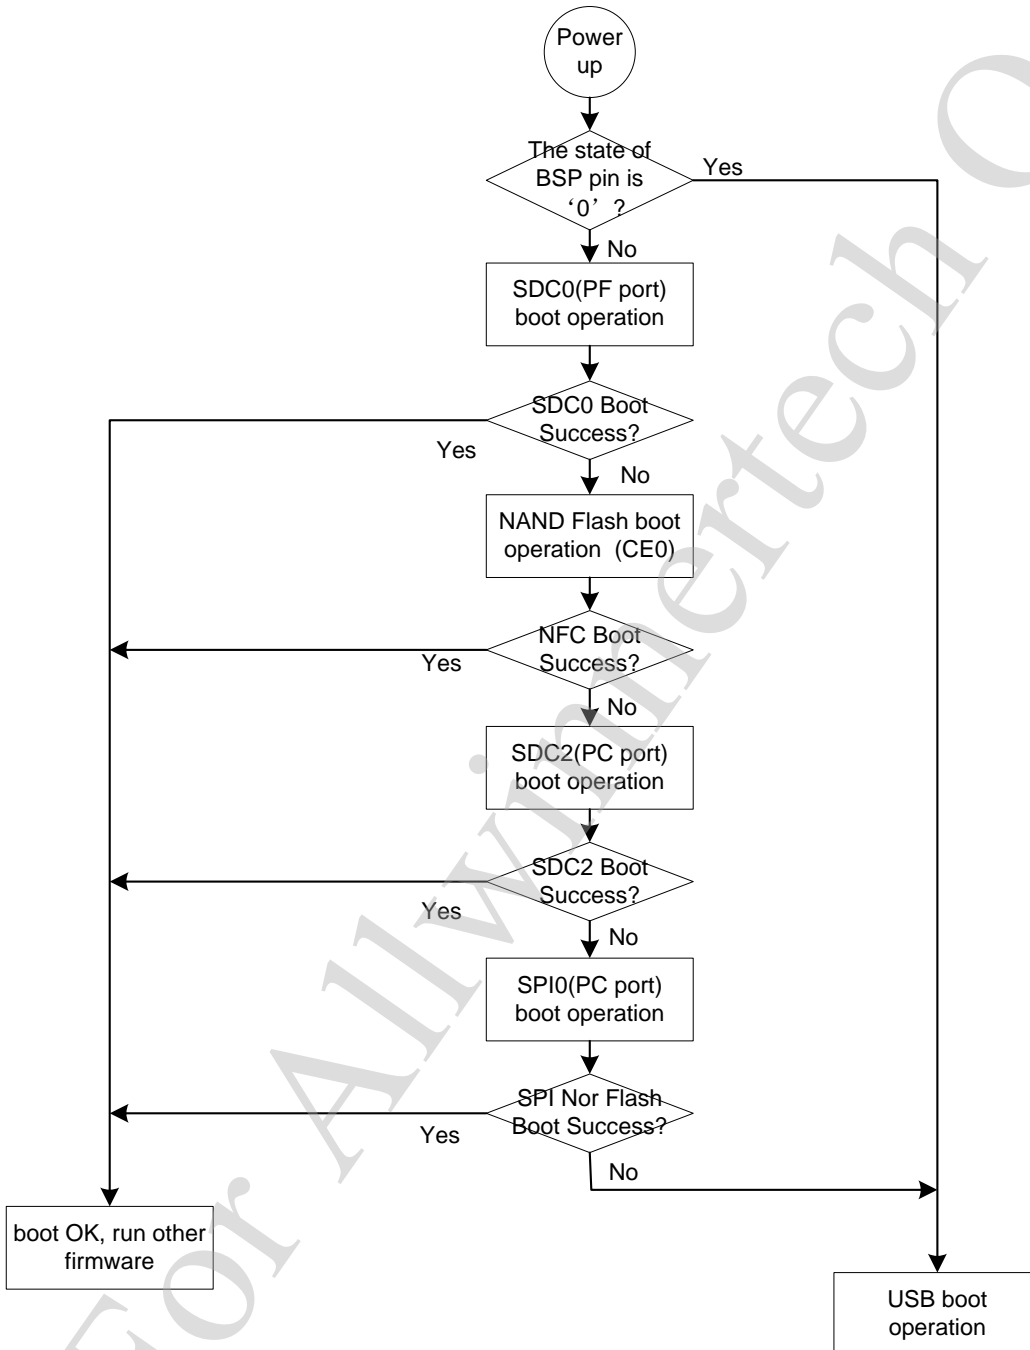 Power
up
The state of
BSP pin is
‘0’ ?
Yes
No
SDC0(PF port)
boot operation
SDC0 Boot
Success?
Yes
No
NAND Flash boot
operation (CE0)
NFC Boot
Success?
Yes
No
SDC2(PC port)
boot operation
SDC2 Boot
Success?
Yes
No
SPI0(PC port)
boot operation
SPI Nor Flash
Boot Success?
Yes
No
boot OK, run other
firmware
USB boot
operation
For Allwinnertech O